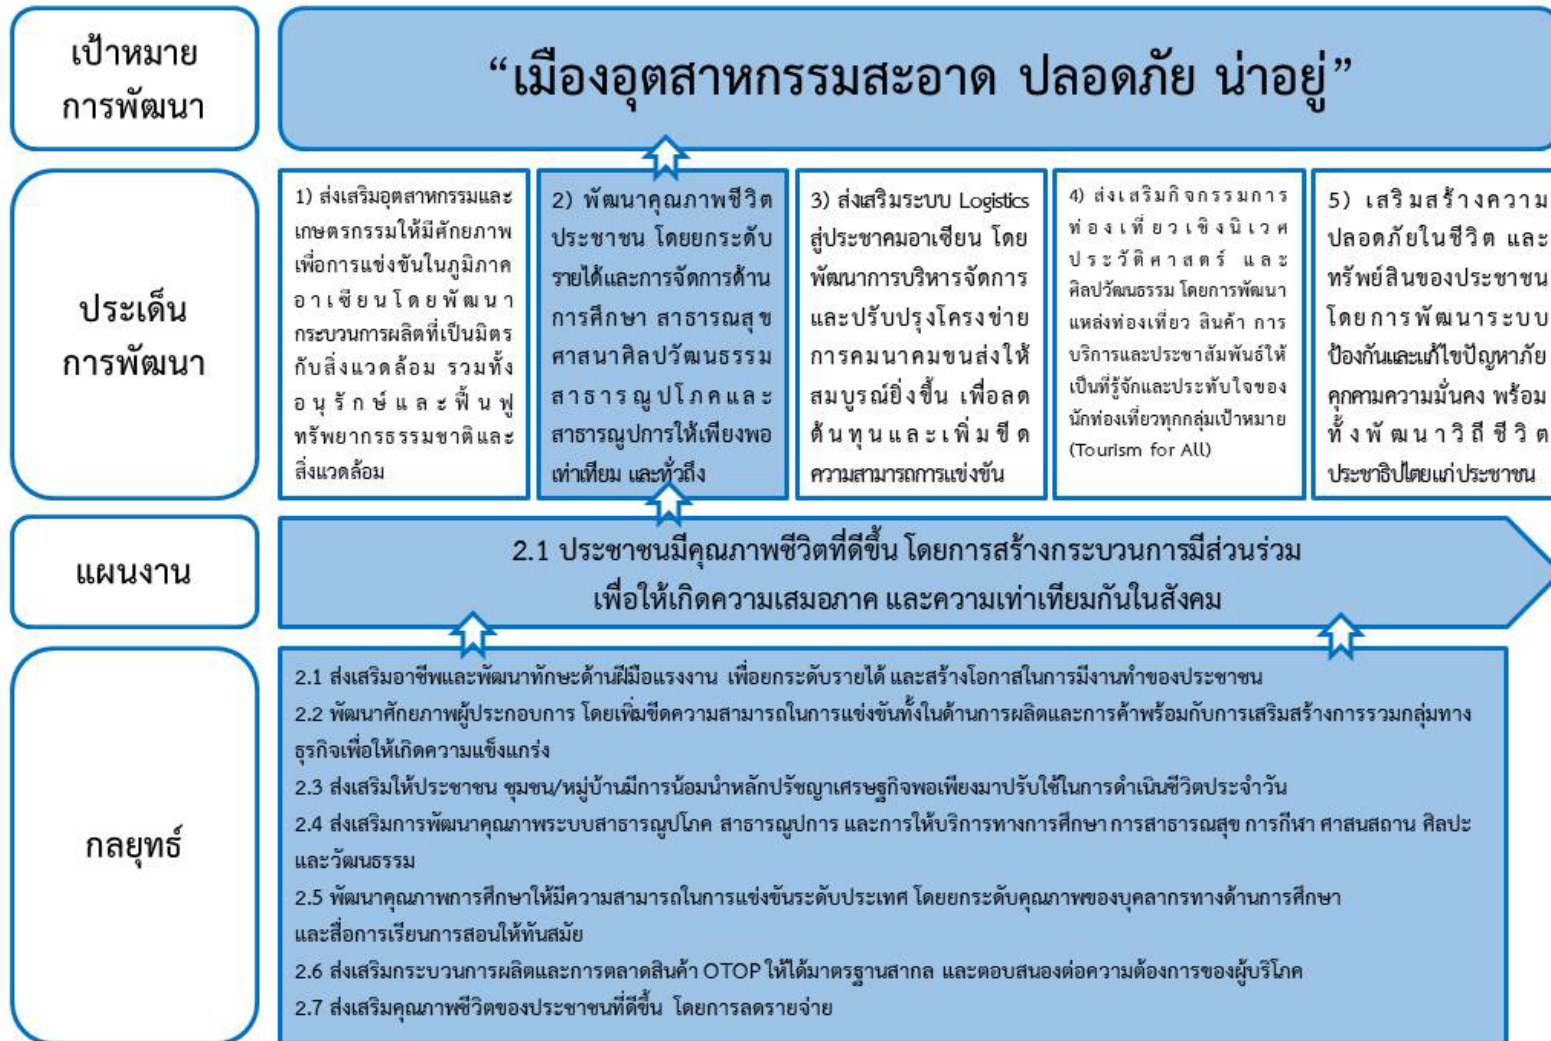 เป้าหมาย
การพัฒนา
“เมืองอุตสาหกรรมสะอาด ปลอดภัย น่าอยู่”
ประเด็น
การพัฒนา
1) ส่งเสริมอุตสาหกรรมและ
เกษตรกรรมให้มีศักยภาพ
เพื่อการแข่งขันในภูมิภาค
อาเซียนโดยพัฒนา
กระบวนการผลิตที่เป็นมิตร
กับสิ่งแวดล้อม รวมทั้ง
อนุรักษ์และฟื้นฟู
ทรัพยากรธรรมชาติและ
สิ่งแวดล้อม
2) พัฒนาคุณภาพชีวิต
ประชาชน โดยยกระดับ
รายได้และการจัดการด้าน
การศึกษา สาธารณสุข
ศาสนาศิลปวัฒนธรรม
สาธารณูปโภคและ
สาธารณูปการให้เพียงพอ
เท่าเทียม และทั่วถึง
3) ส่งเสริมระบบ Logistics
สู่ประชาคมอาเซียน โดย
พัฒนาการบริหารจัดการ
และปรับปรุงโครงข่าย
การคมนาคมขนส่งให้
สมบูรณ์ยิ่งขึ้น เพื่อลด
ต้นทุนและเพิ่มขีด
ความสามารถการแข่งขัน
4) ส่งเสริมกิจกรรมการ
ท่องเที่ยวเชิงนิเวศ
ประวัติศาสตร์ และ
ศิลปวัฒนธรรม โดยการพัฒนา
แหล่งท่องเที่ยว สินค้า การ
บริการและประชาสัมพันธ์ให้
เป็นที่รู้จักและประทับใจของ
นักท่องเที่ยวทุกกลุ่มเป้าหมาย
(Tourism for All)
5) เสริมสร้างความ
ปลอดภัยในชีวิต และ
ทรัพย์สินของประชาชน
โดยการพัฒนาระบบ
ป้องกันและแก้ไขปัญหาภัย
คุกคามความมั่นคง พร้อม
ทั้งพัฒนาวิถีชีวิต
ประชาธิปไตยแก่ประชาชน
แผนงาน
2.1 ประชาชนมีคุณภาพชีวิตที่ดีขึ้น โดยการสร้างกระบวนการมีส่วนร่วม
เพื่อให้เกิดความเสมอภาค และความเท่าเทียมกันในสังคม
กลยุทธ์
2.1 ส่งเสริมอาชีพและพัฒนาทักษะด้านฝีมือแรงงาน เพื่อยกระดับรายได้ และสร้างโอกาสในการมีงานทำของประชาชน
2.2 พัฒนาศักยภาพผู้ประกอบการ โดยเพิ่มขีดความสามารถในการแข่งขันทั้งในด้านการผลิตและการค้าพร้อมกับการเสริมสร้างการรวมกลุ่มทาง
ธุรกิจเพื่อให้เกิดความแข็งแกร่ง
2.3 ส่งเสริมให้ประชาชน ชุมชน/หมู่บ้านมีการน้อมนำหลักปรัชญาเศรษฐกิจพอเพียงมาปรับใช้ในการดำเนินชีวิตประจำวัน
2.4 ส่งเสริมการพัฒนาคุณภาพระบบสาธารณูปโภค สาธารณูปการ และการให้บริการทางการศึกษา การสาธารณสุข การกีฬา ศาสนสถาน ศิลปะ
และวัฒนธรรม
2.5 พัฒนาคุณภาพการศึกษาให้มีความสามารถในการแข่งขันระดับประเทศ โดยยกระดับคุณภาพของบุคลากรทางด้านการศึกษา
และสื่อการเรียนการสอนให้ทันสมัย
2.6 ส่งเสริมกระบวนการผลิตและการตลาดสินค้า OTOP ให้ได้มาตรฐานสากล และตอบสนองต่อความต้องการของผู้บริโภค
2.7 ส่งเสริมคุณภาพชีวิตของประชาชนที่ดีขึ้น โดยการลดรายจ่าย